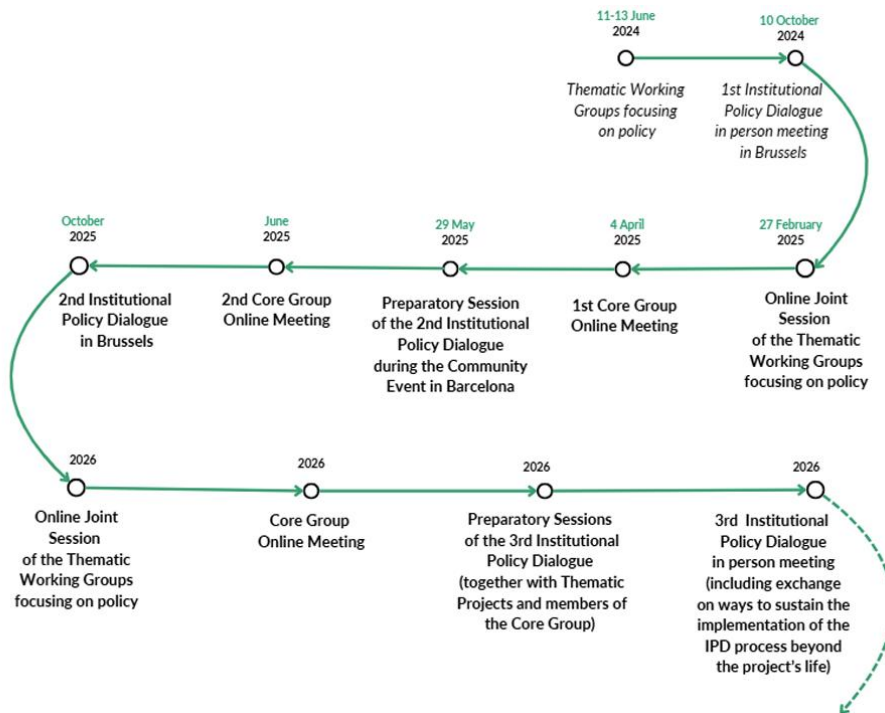 11-13 June
2024
Thematic Working
Groups focusing
on policy
10 October
2024
1st Institutional
Policy Dialogue
in person meeting
in Brussels
27 February
2025
Online Joint
Session
of the Thematic
Working Groups
focusing on policy
4 April
2025
1st Core Group
Online Meeting
29 May
2025
Preparatory Session
of the 2nd Institutional
Policy Dialogue
during the Community
Event in Barcelona
June
2025
2nd Core Group
Online Meeting
October
2025
2nd Institutional
Policy Dialogue
in Brussels
2026
Online Joint
Session
of the Thematic
Working Groups
focusing on policy
2026
Core Group
Online Meeting
2026
Preparatory Sessions
of the 3rd Institutional
Policy Dialogue
(together with Thematic
Projects and members of
the Core Group)
2026
3rd Institutional
Policy Dialogue
in person meeting
(including exchange
on ways to sustain the
implementation of the
IPD process beyond
the project's life)